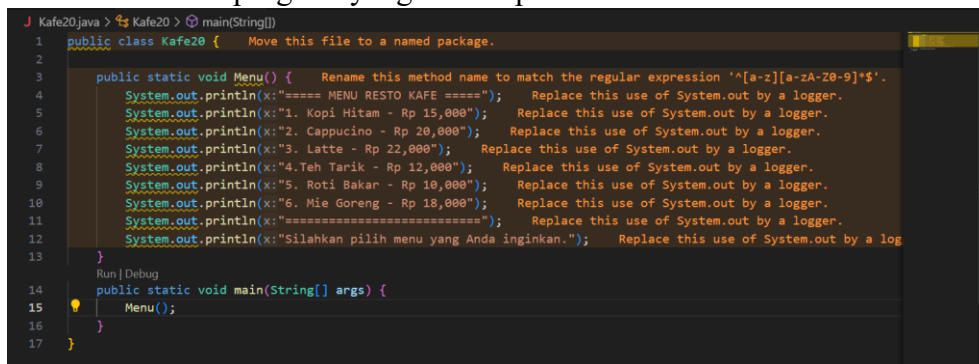 J Kafe20.java > Kafe20 > main(String[])
1 public class Kafe20 { Move this file to a named package.
2
3 public static void Menu() { Rename this method name to match the regular expression '^[a-z][a-zA-Z0-9]*$'.
4 System.out.println(x:"===== MENU RESTO KAFE ====="); Replace this use of System.out by a logger.
5 System.out.println(x:"1. Kopi Hitam - Rp 15,000"); Replace this use of System.out by a logger.
6 System.out.println(x:"2. Cappucino - Rp 20,000"); Replace this use of System.out by a logger.
7 System.out.println(x:"3. Latte - Rp 22,000"); Replace this use of System.out by a logger.
8 System.out.println(x:"4.Teh Tarik - Rp 12,000"); Replace this use of System.out by a logger.
9 System.out.println(x:"5. Roti Bakar - Rp 10,000"); Replace this use of System.out by a logger.
10 System.out.println(x:"6. Mie Goreng - Rp 18,000"); Replace this use of System.out by a logger.
11 System.out.println(x:"==========================="); Replace this use of System.out by a logger.
12 System.out.println(x:"Silahkan pilih menu yang Anda inginkan."); Replace this use of System.out by a log
13 }
Run | Debug
14 public static void main(String[] args) {
15 Menu();
16 }
17 }